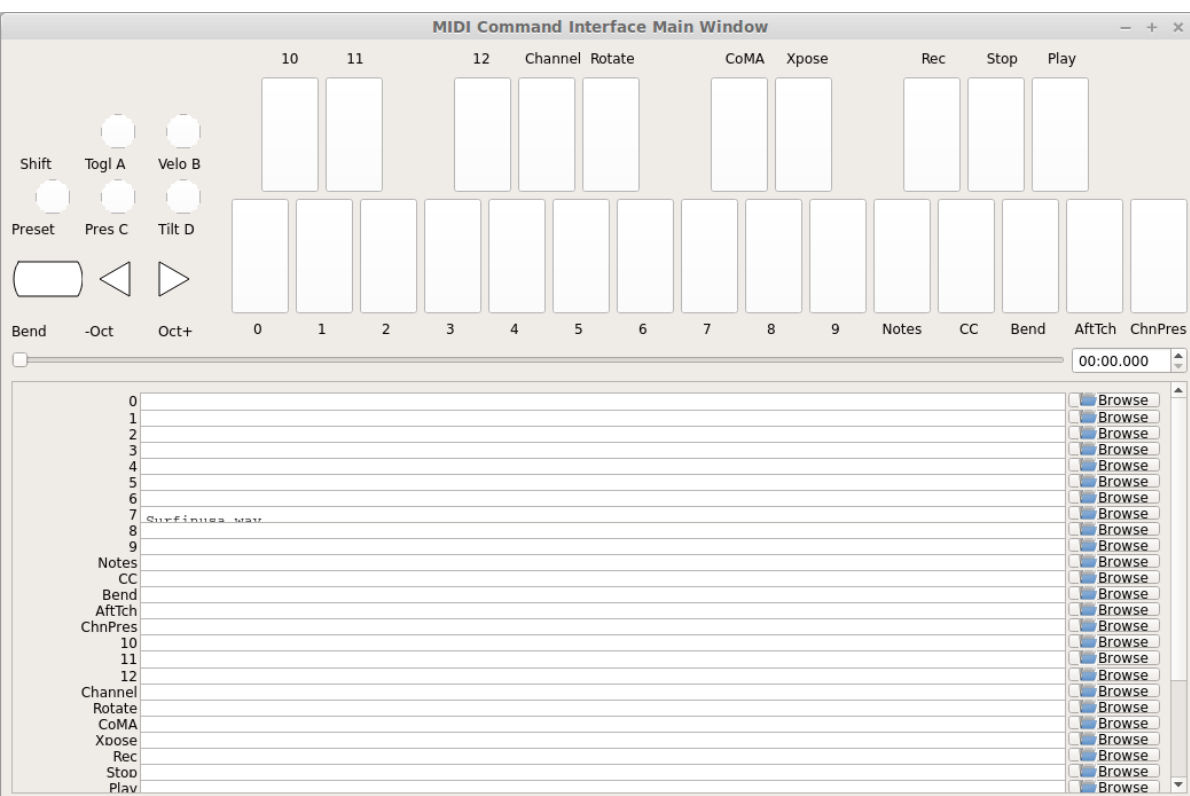 MIDI Command Interface Main Window
10 11 12 Channel Rotate CoMA Xpose Rec Stop Play
Shift Togl A Velo B
Preset Pres C Tilt D
Bend -Oct Oct+ 0 1 2 3 4 5 6 7 8 9 Notes CC Bend AftTch ChnPres
00:00.000
0 Browse
1 Browse
2 Browse
3 Browse
4 Browse
5 Browse
6 Browse
7 Surfinusa.wav Browse
8 Browse
9 Browse
Notes Browse
CC Browse
Bend Browse
AftTch Browse
ChnPres Browse
10 Browse
11 Browse
12 Browse
Channel Browse
Rotate Browse
CoMA Browse
Xpose Browse
Rec Browse
Stop Browse
Play Browse